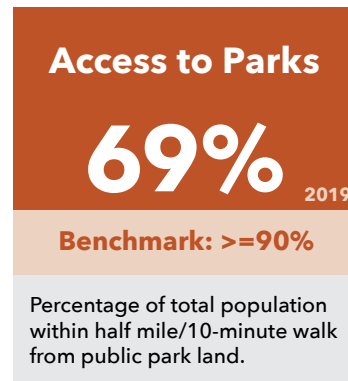 Access to Parks
69%
2019
Benchmark: >=90%
Percentage of total population
within half mile/10-minute walk
from public park land.